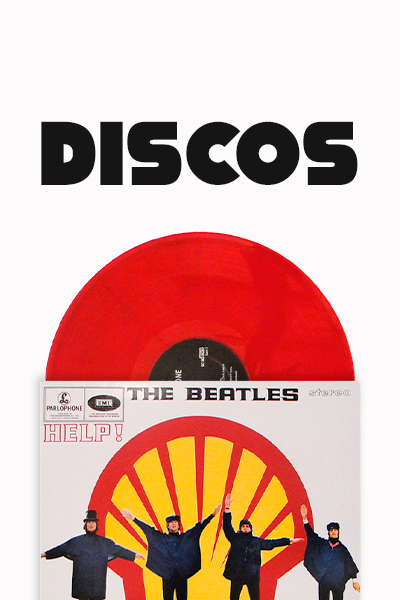 DISCOS
THE BEATLES
stereo
PARLOPHONE
EMI
HELP!